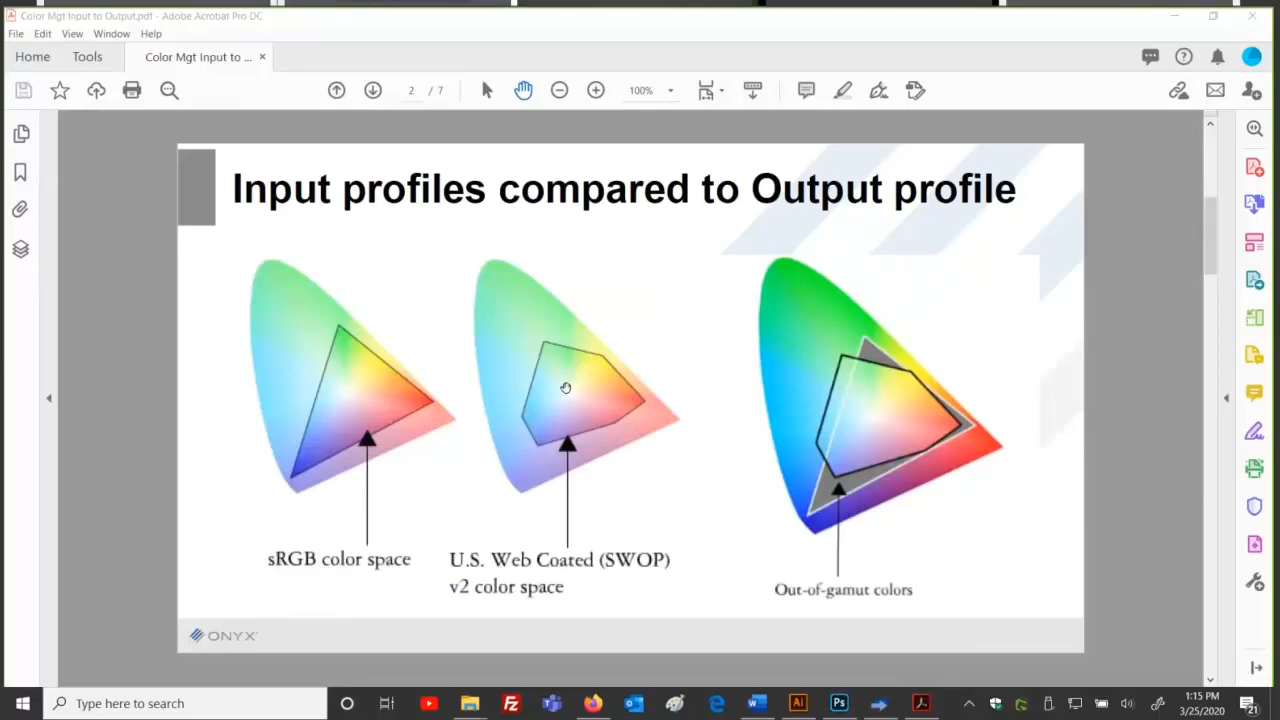 Color Mgt Input to Output.pdf - Adobe Acrobat Pro DC
File Edit View Window Help
Home Tools Color Mgt Input to ... ×
2 / 7 100%
Input profiles compared to Output profile
sRGB color space
U.S. Web Coated (SWOP)
v2 color space
Out-of-gamut colors
ONYX
Type here to search
1:15 PM
3/25/2020
21